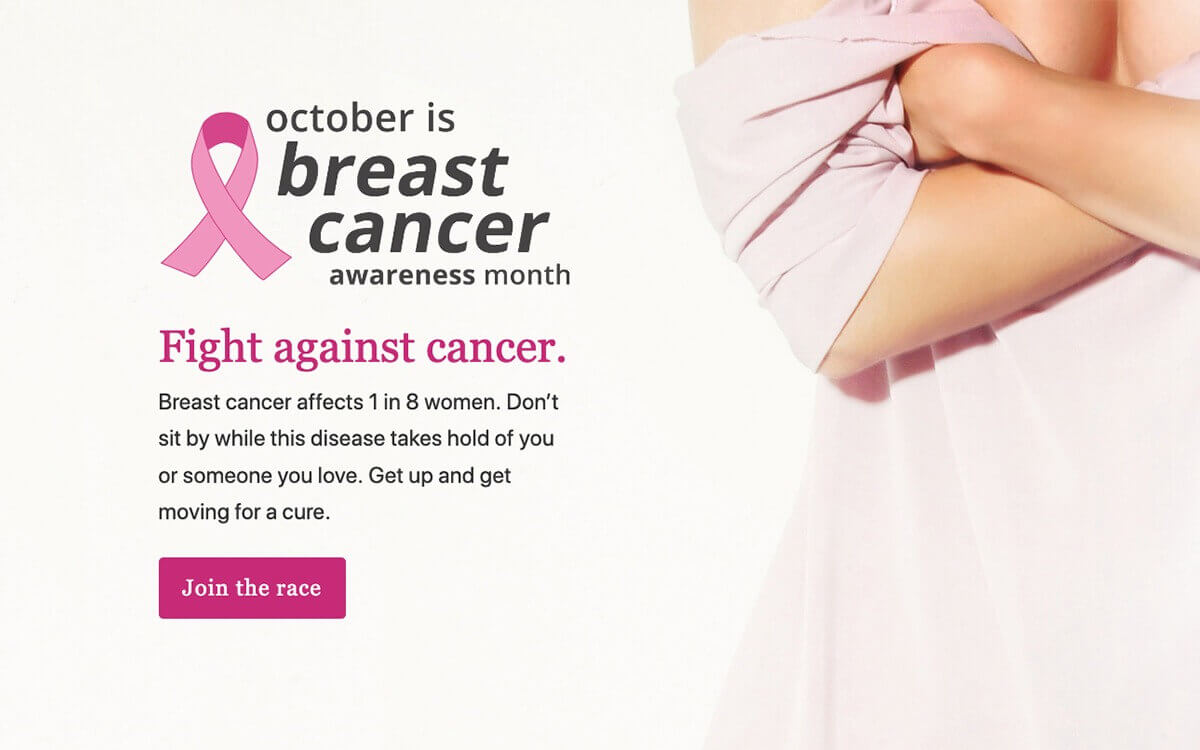 october is
breast
cancer
awareness month
Fight against cancer.
Breast cancer affects 1 in 8 women. Don’t
sit by while this disease takes hold of you
or someone you love. Get up and get
moving for a cure.
Join the race